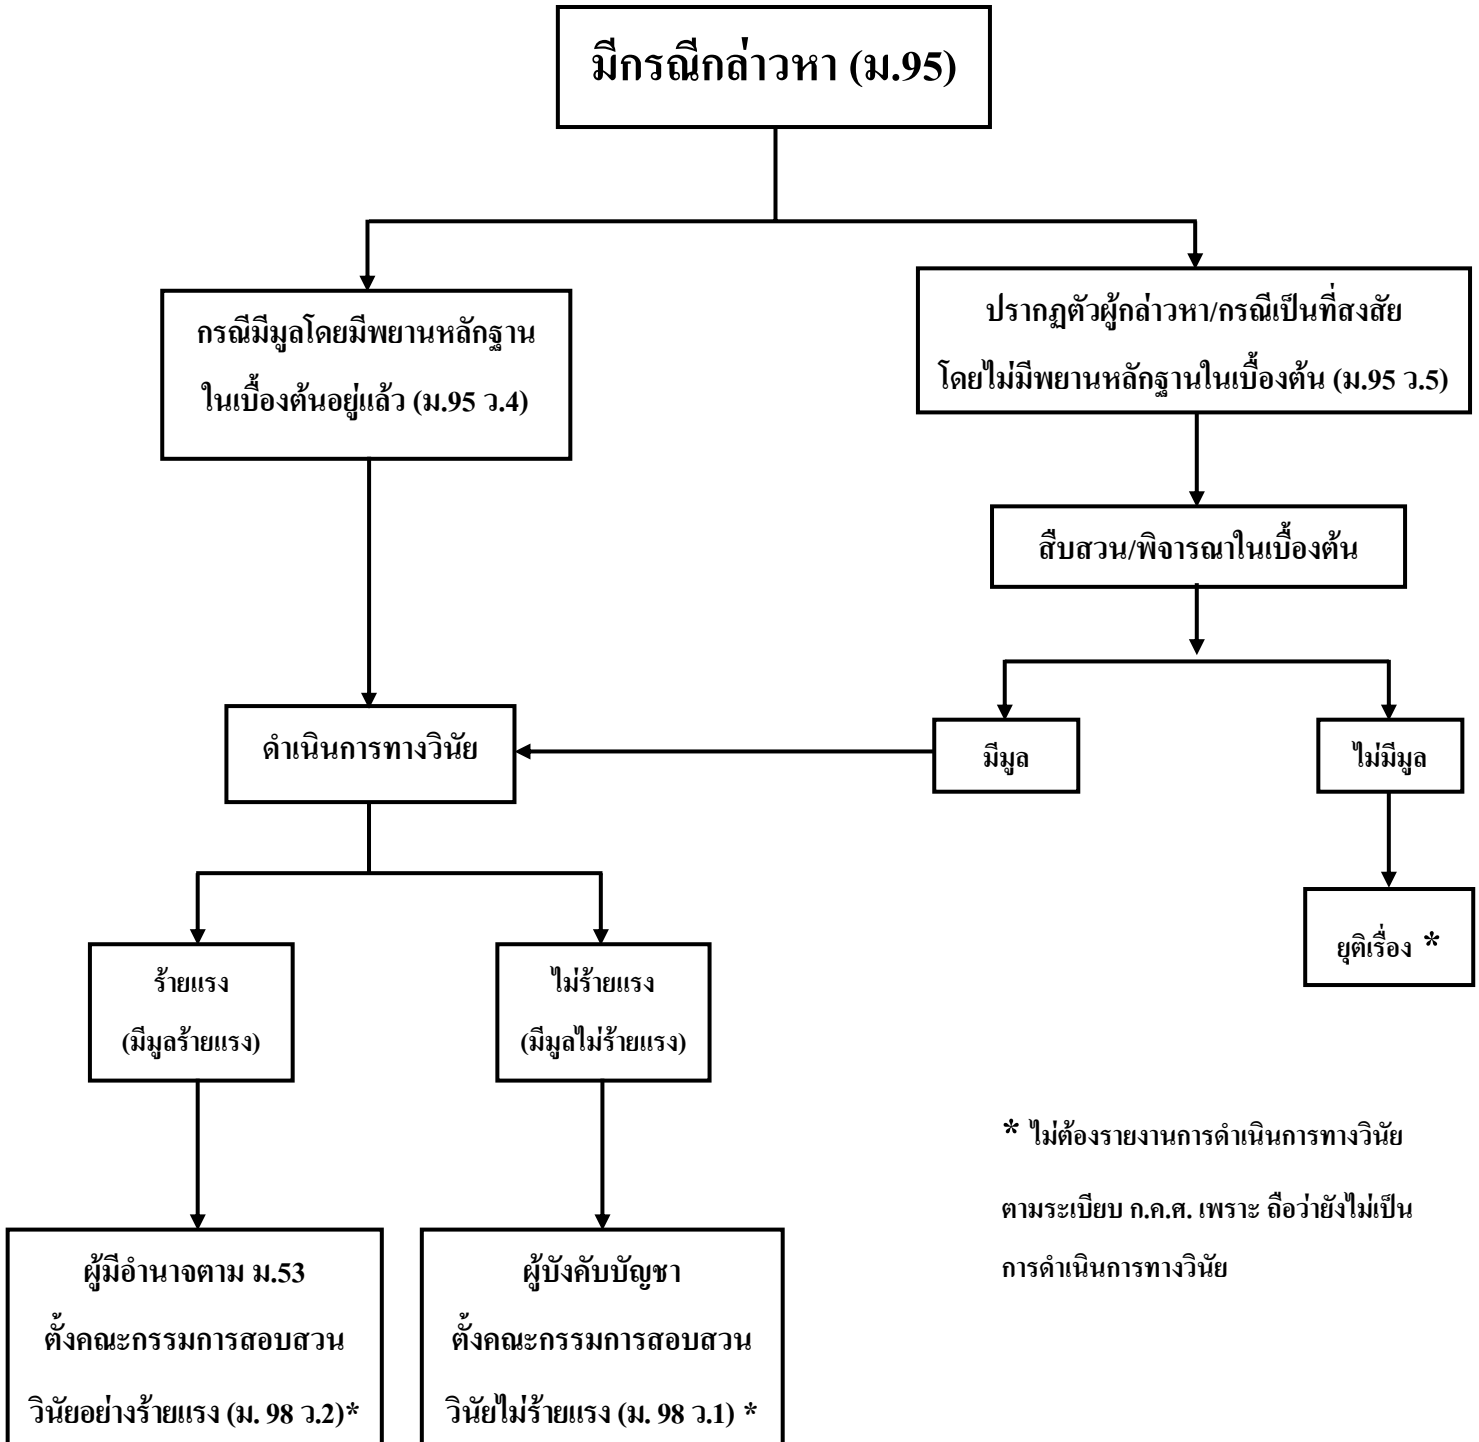 มีกรณีกล่าวหา (ม.95)
กรณีมีมูลโดยมีพยานหลักฐาน
ในเบื้องต้นอยู่แล้ว (ม.95 ว.4)
ปรากฏตัวผู้กล่าวหา/กรณีเป็นที่สงสัย
โดยไม่มีพยานหลักฐานในเบื้องต้น (ม.95 ว.5)
สืบสวน/พิจารณาในเบื้องต้น
ดำเนินการทางวินัย
มีมูล
ไม่มีมูล
ยุติเรื่อง *
ร้ายแรง
(มีมูลร้ายแรง)
ไม่ร้ายแรง
(มีมูลไม่ร้ายแรง)
* ไม่ต้องรายงานการดำเนินการทางวินัย
ตามระเบียบ ก.ค.ศ. เพราะ ถือว่ายังไม่เป็น
การดำเนินการทางวินัย
ผู้มีอำนาจตาม ม.53
ตั้งคณะกรรมการสอบสวน
วินัยอย่างร้ายแรง (ม. 98 ว.2)*
ผู้บังคับบัญชา
ตั้งคณะกรรมการสอบสวน
วินัยไม่ร้ายแรง (ม. 98 ว.1) *